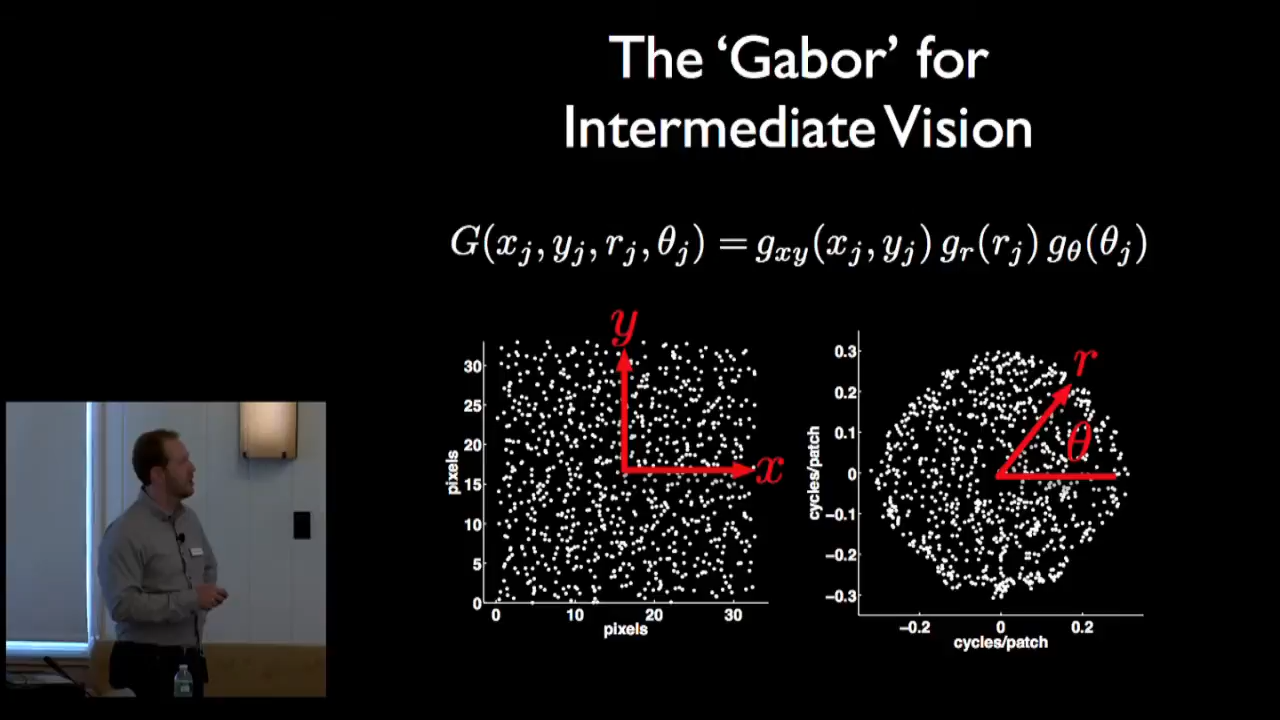 The ‘Gabor’ for
Intermediate Vision
G(x_j, y_j, r_j, θ_j) = g_{xy}(x_j, y_j) g_r(r_j) g_θ(θ_j)
y
30
25
20
15
10
5
0
pixels
x
0 10 20 30
pixels
0.3
0.2
0.1
0
−0.1
−0.2
−0.3
cycles/patch
r
θ
−0.2 0 0.2
cycles/patch